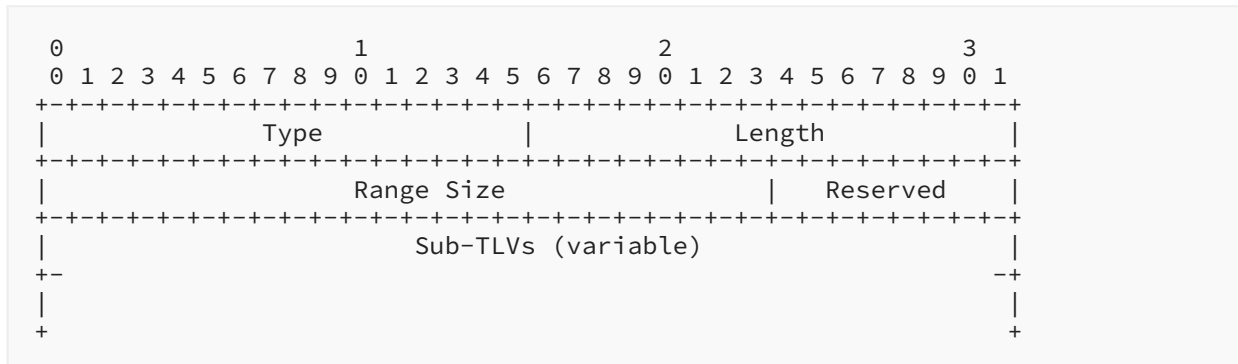 0                   1                   2                   3
 0 1 2 3 4 5 6 7 8 9 0 1 2 3 4 5 6 7 8 9 0 1 2 3 4 5 6 7 8 9 0 1
+-+-+-+-+-+-+-+-+-+-+-+-+-+-+-+-+-+-+-+-+-+-+-+-+-+-+-+-+-+-+-+-+
|              Type             |             Length            |
+-+-+-+-+-+-+-+-+-+-+-+-+-+-+-+-+-+-+-+-+-+-+-+-+-+-+-+-+-+-+-+-+
|                    Range Size                 |   Reserved    |
+-+-+-+-+-+-+-+-+-+-+-+-+-+-+-+-+-+-+-+-+-+-+-+-+-+-+-+-+-+-+-+-+
|                        Sub-TLVs (variable)                    |
+-                                                             -+
|                                                               |
+                                                               +